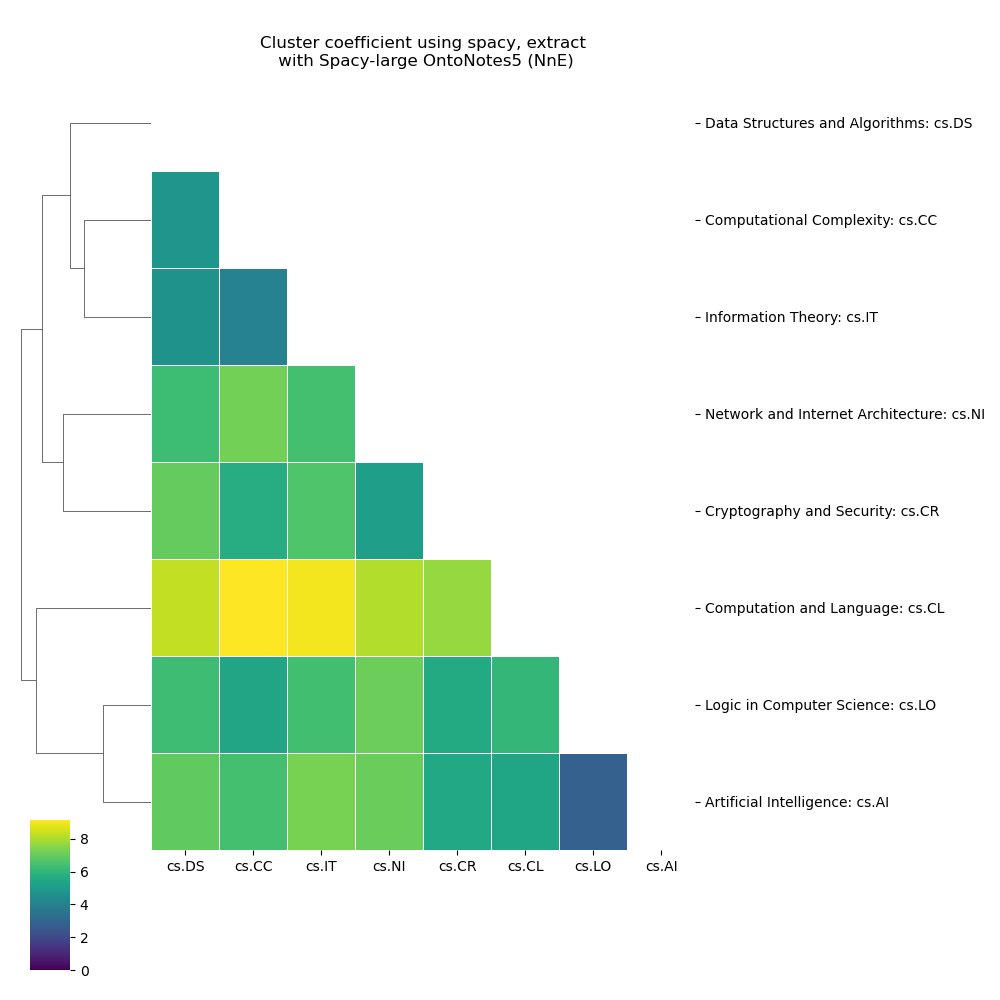 Cluster coefficient using spacy, extract
with Spacy-large OntoNotes5 (NnE)
Data Structures and Algorithms: cs.DS
Computational Complexity: cs.CC
Information Theory: cs.IT
Network and Internet Architecture: cs.NI
Cryptography and Security: cs.CR
Computation and Language: cs.CL
Logic in Computer Science: cs.LO
Artificial Intelligence: cs.AI
cs.DS cs.CC cs.IT cs.NI cs.CR cs.CL cs.LO cs.AI
8
6
4
2
0